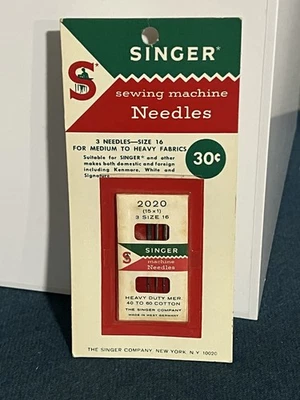 SINGER®
S
sewing machine
Needles
3 NEEDLES—SIZE 16
FOR MEDIUM TO HEAVY FABRICS
Suitable for SINGER® and other
makes both domestic and foreign
including Kenmore, White and
Signature
30¢
2020
(15x1)
3 SIZE 16
SINGER
S
machine
Needles
HEAVY DUTY MER
40 TO 60 COTTON
THE SINGER COMPANY
MADE IN WEST GERMANY
THE SINGER COMPANY, NEW YORK, N.Y. 10020